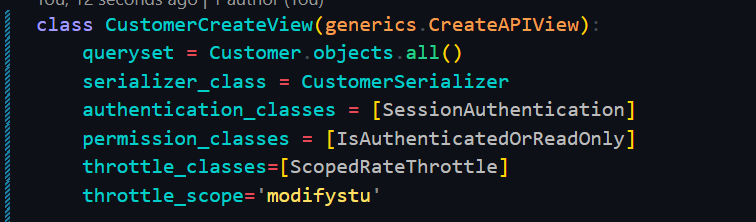 You, 12 seconds ago | 1 author (You)
class CustomerCreateView(generics.CreateAPIView):
queryset = Customer.objects.all()
serializer_class = CustomerSerializer
authentication_classes = [SessionAuthentication]
permission_classes = [IsAuthenticatedOrReadOnly]
throttle_classes=[ScopedRateThrottle]
throttle_scope='modifystu'